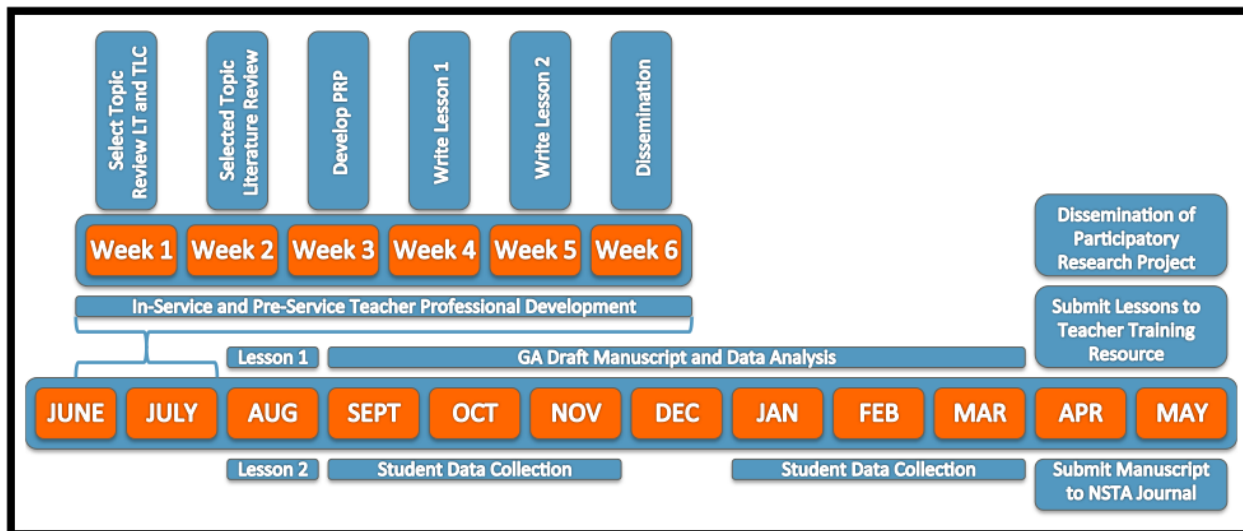 Select Topic
Review LT and TLC
Selected Topic
Literature Review
Develop PRP
Write Lesson 1
Write Lesson 2
Dissemination
Week 1
Week 2
Week 3
Week 4
Week 5
Week 6
In-Service and Pre-Service Teacher Professional Development
Dissemination of
Participatory
Research Project
Submit Lessons to
Teacher Training
Resource
Lesson 1
GA Draft Manuscript and Data Analysis
JUNE
JULY
AUG
SEPT
OCT
NOV
DEC
JAN
FEB
MAR
APR
MAY
Lesson 2
Student Data Collection
Student Data Collection
Submit Manuscript
to NSTA Journal